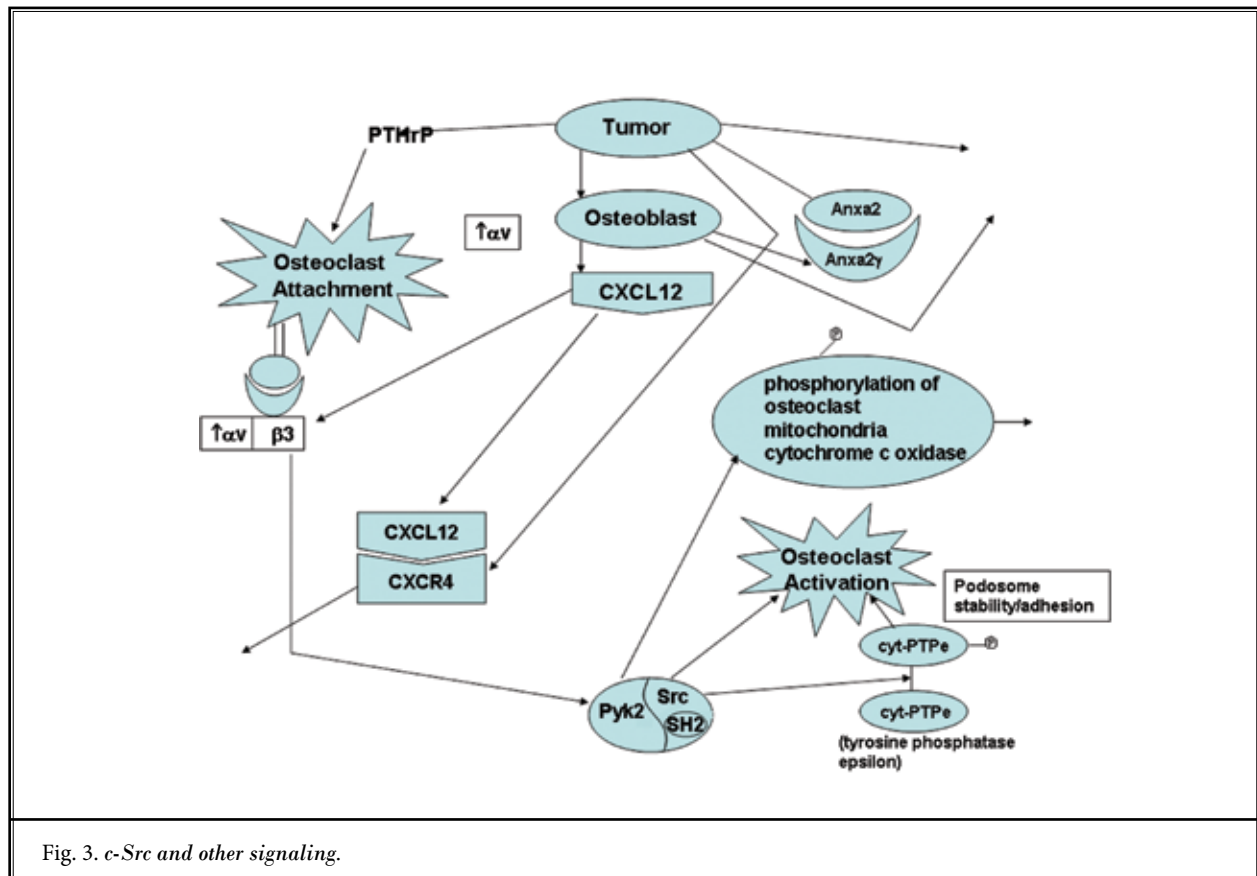 PTHrP
Tumor
Anxa2
Osteoblast
↑αv
Anxa2γ
Osteoclast
Attachment
CXCL12
P
phosphorylation of
osteoclast
mitochondria
cytochrome c oxidase
↑αv β3
CXCL12
CXCR4
Osteoclast
Activation
Podosome
stability/adhesion
cyt-PTPe
P
Pyk2
Src
SH2
cyt-PTPe
(tyrosine phosphatase
epsilon)
Fig. 3. c-Src and other signaling.